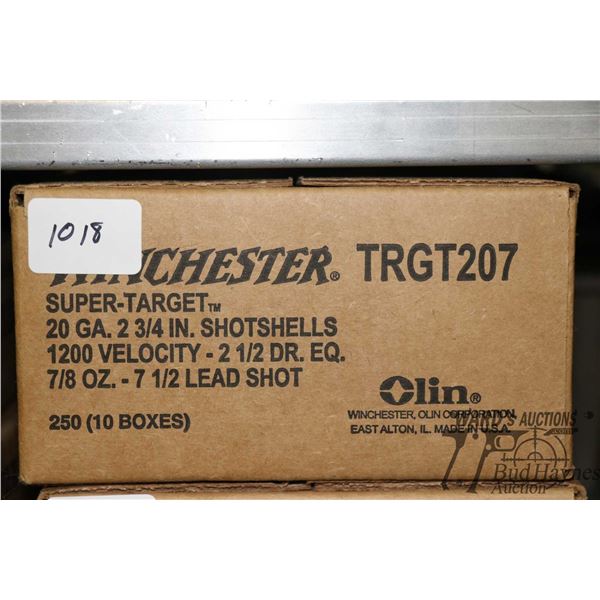 1018
WINCHESTER® TRGT207
SUPER-TARGET™
20 GA. 2 3/4 IN. SHOTSHELLS
1200 VELOCITY - 2 1/2 DR. EQ.
7/8 OZ. - 7 1/2 LEAD SHOT
250 (10 BOXES)
Olin®
WINCHESTER, OLIN CORPORATION,
EAST ALTON, IL. MADE IN U.S.A.
AUCTIONS
.com
Bud Haynes
Auction